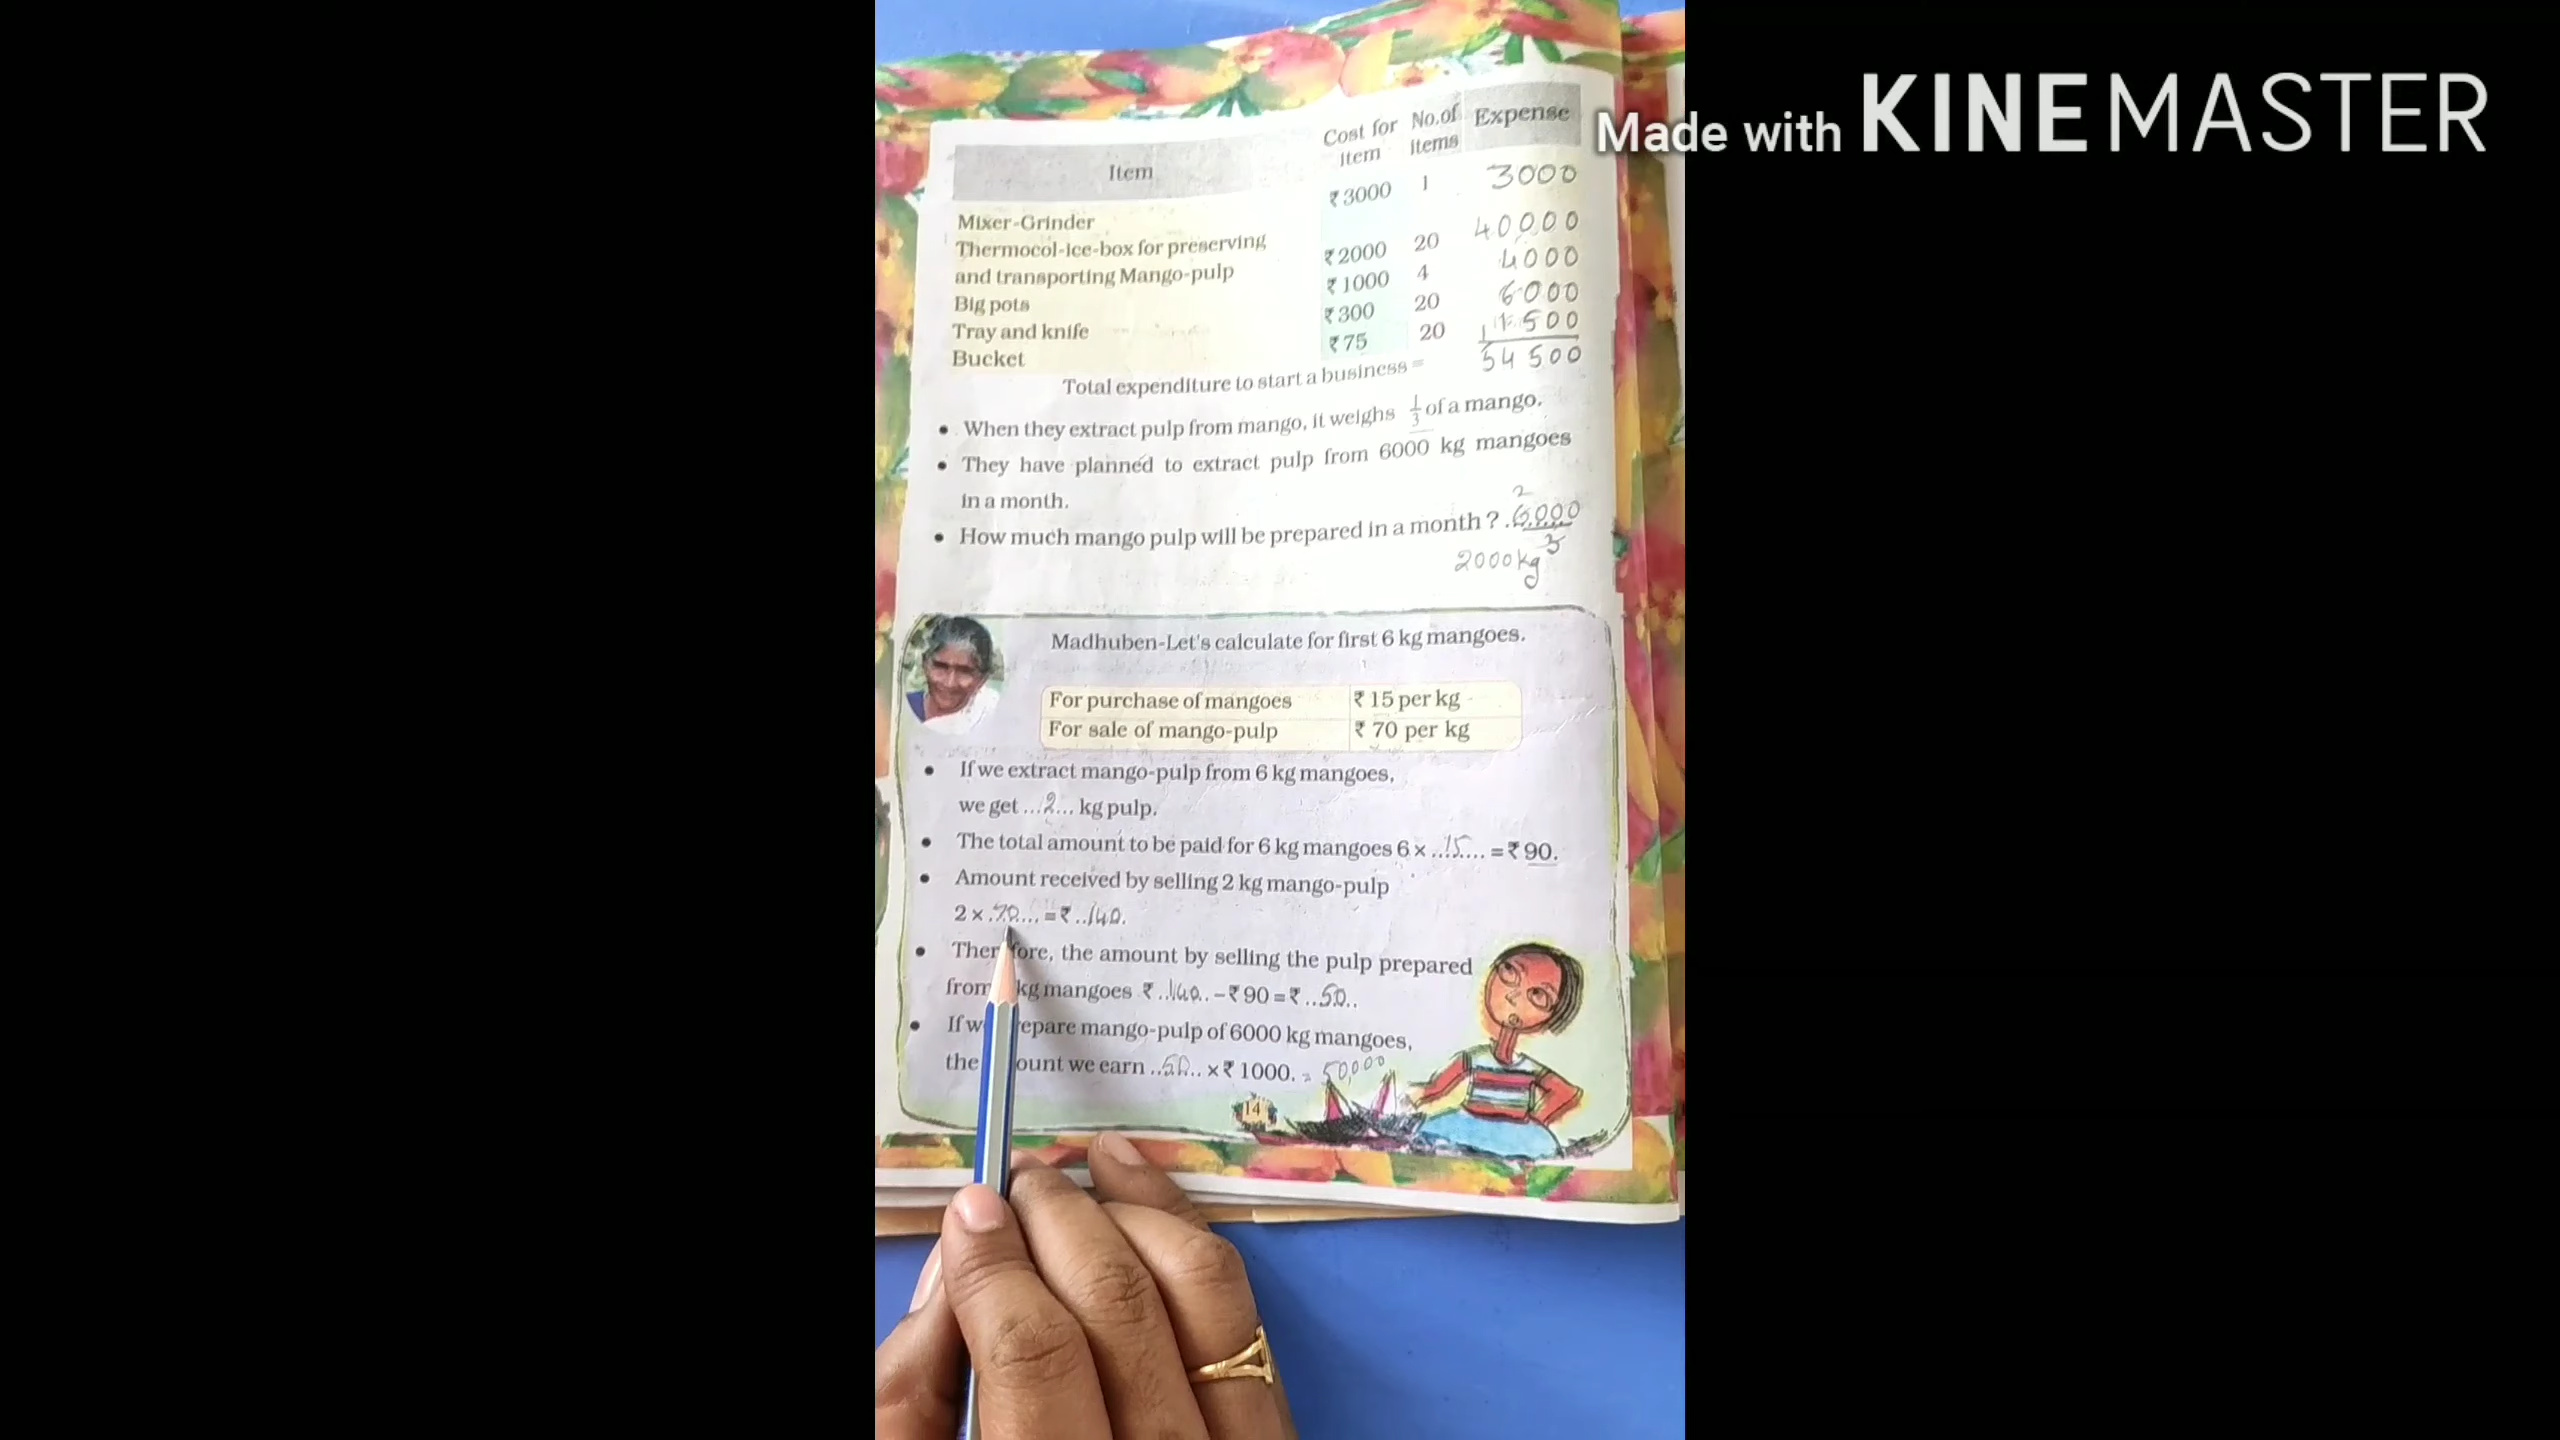 Made with KINEMASTER
Item Cost for item No.of items Expense
Mixer-Grinder ₹ 3000 1 3000
Thermocol-ice-box for preserving
and transporting Mango-pulp ₹ 2000 20 40000
Big pots ₹ 1000 4 4000
Tray and knife ₹ 300 20 6000
Bucket ₹ 75 20 1500
Total expenditure to start a business = 54500
• When they extract pulp from mango, it weighs 1/3 of a mango.
• They have planned to extract pulp from 6000 kg mangoes
in a month.
• How much mango pulp will be prepared in a month ? 6000/3
2
2000 kg
Madhuben-Let's calculate for first 6 kg mangoes.
For purchase of mangoes ₹ 15 per kg
For sale of mango-pulp ₹ 70 per kg
• If we extract mango-pulp from 6 kg mangoes,
we get ...2... kg pulp.
• The total amount to be paid for 6 kg mangoes 6 × ...15.... = ₹ 90.
• Amount received by selling 2 kg mango-pulp
2 × .70.... = ₹ ..140.
• Ther fore, the amount by selling the pulp prepared
from kg mangoes ₹ ..140.. – ₹ 90 = ₹ ..50..
• If w epare mango-pulp of 6000 kg mangoes,
the ount we earn ..50.. × ₹ 1000. = 50,000
14